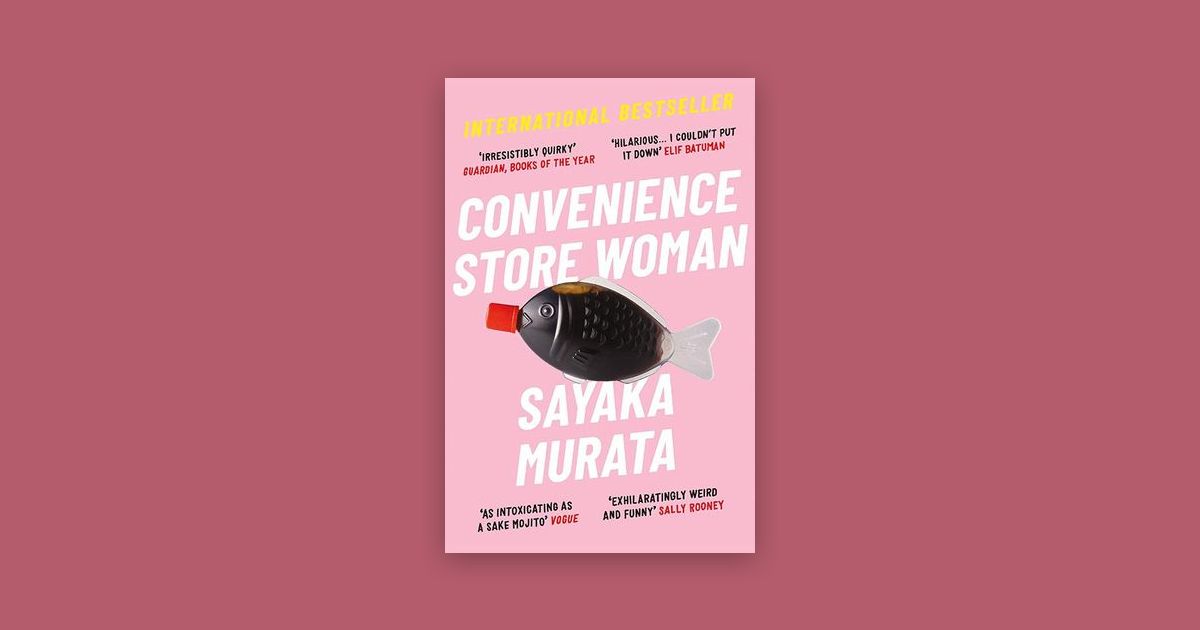 INTERNATIONAL BESTSELLER
'IRRESISTIBLY QUIRKY'
GUARDIAN, BOOKS OF THE YEAR
'HILARIOUS... I COULDN'T PUT
IT DOWN' ELIF BATUMAN
CONVENIENCE
STORE WOMAN
SAYAKA
MURATA
'AS INTOXICATING AS
A SAKE MOJITO' VOGUE
'EXHILARATINGLY WEIRD
AND FUNNY' SALLY ROONEY